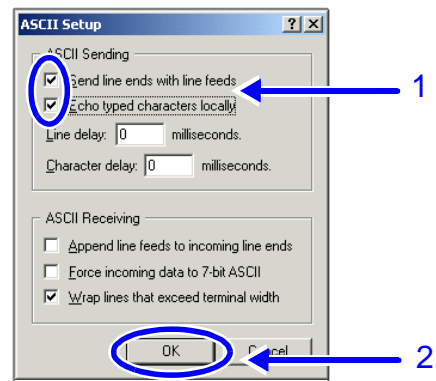 ASCII Setup
ASCII Sending
Send line ends with line feeds
1
Echo typed characters locally
Line delay: 0 milliseconds.
Character delay: 0 milliseconds.
ASCII Receiving
Append line feeds to incoming line ends
Force incoming data to 7-bit ASCII
Wrap lines that exceed terminal width
OK Cancel
2